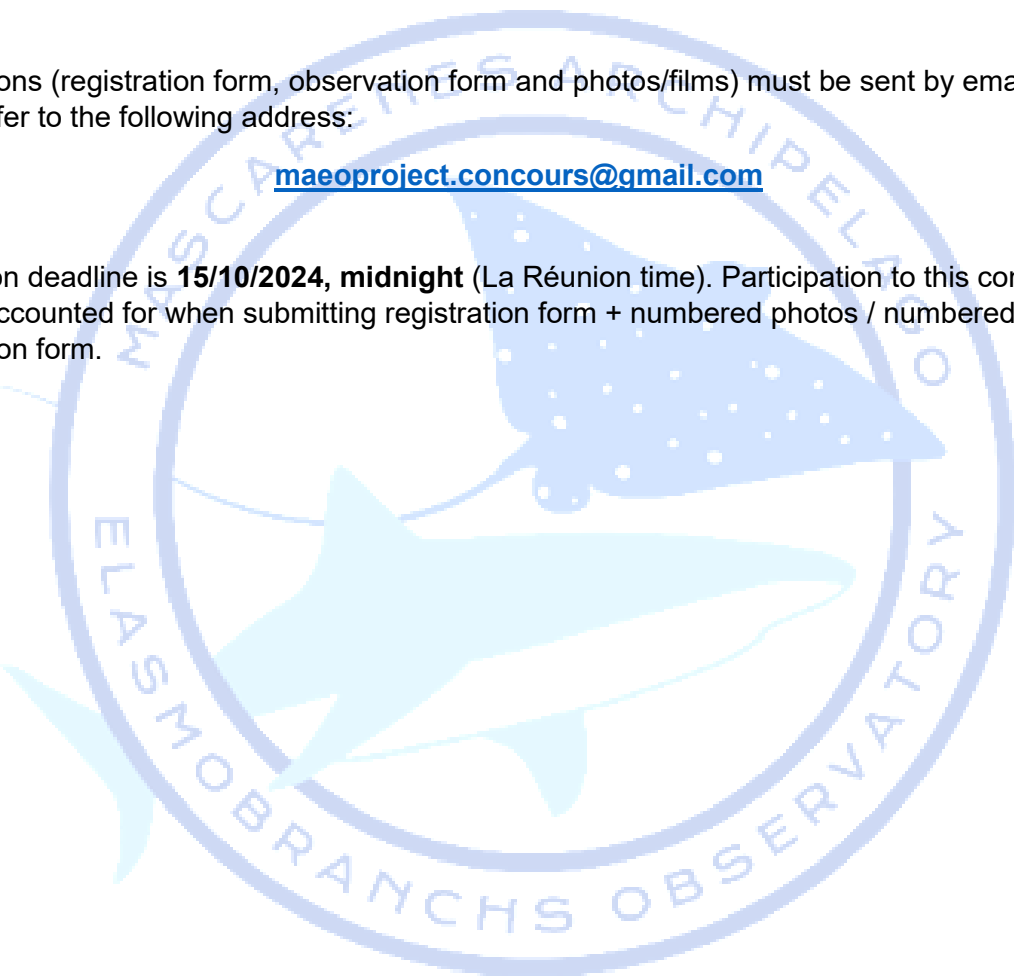 ons (registration form, observation form and photos/films) must be sent by ema
fer to the following address:
maeoproject.concours@gmail.com
on deadline is 15/10/2024, midnight (La Réunion time). Participation to this con
ccounted for when submitting registration form + numbered photos / numbered
on form.
MASCARENES ARCHIPELAGO
ELASMOBRANCHS OBSERVATORY